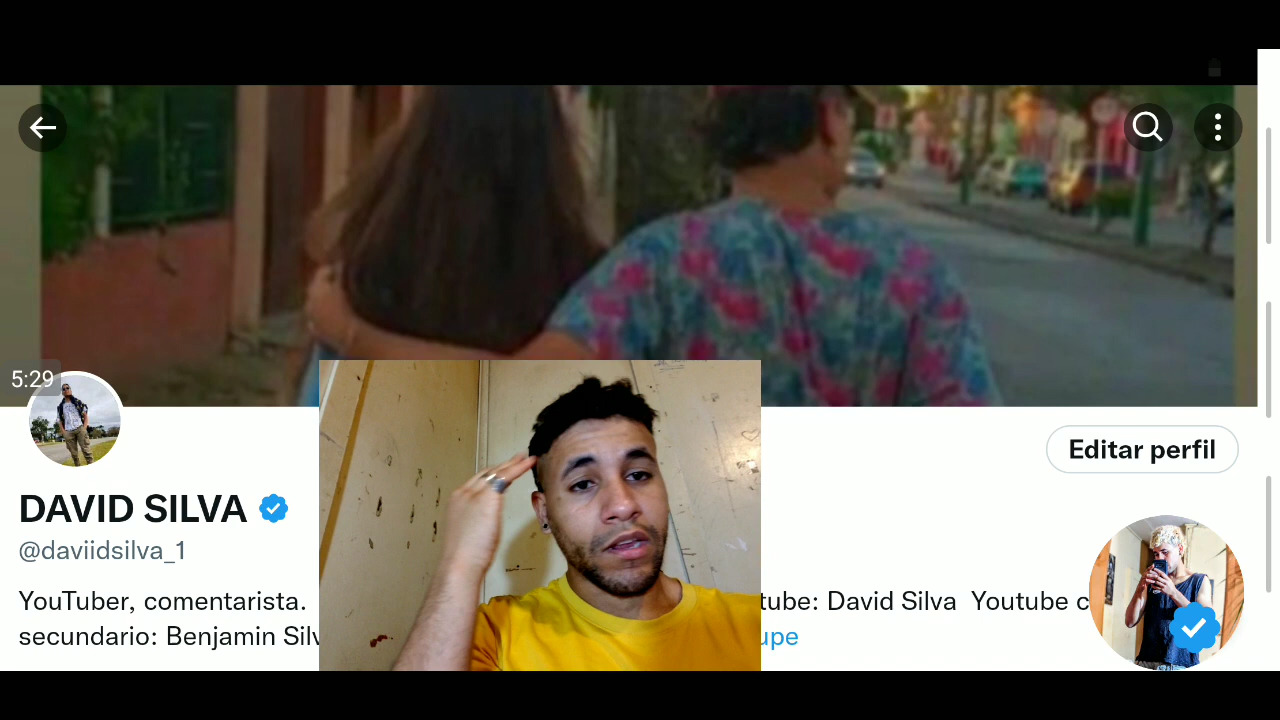 5:29
Editar perfil
DAVID SILVA
@daviidsilva_1
YouTuber, comentarista. tube: David Silva Youtube c
secundario: Benjamin Silv upe